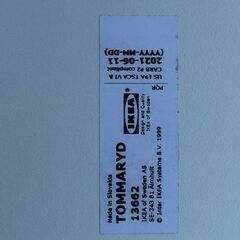 Made in Slovakia
TOMMARYD
13662
IKEA of Sweden AB
SE-343 81 Älmhult
© Inter IKEA Systems B.V. 1999
IKEA
Design and Quality
IKEA of Sweden
PQR
US EPA TSCA VI &
CARB P2 compliant
2021-06-11
(YYYY-MM-DD)